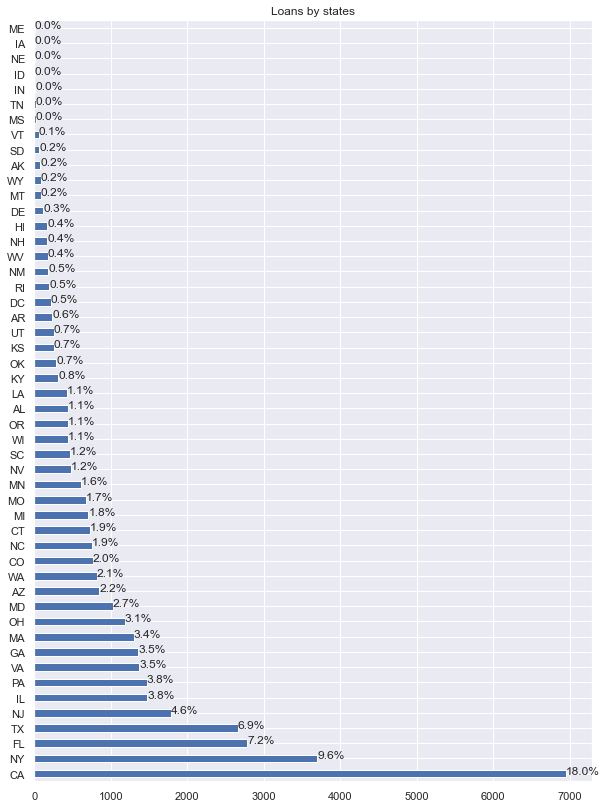 Loans by states
ME 0.0%
IA 0.0%
NE 0.0%
ID 0.0%
IN 0.0%
TN 0.0%
MS 0.0%
VT 0.1%
SD 0.2%
AK 0.2%
WY 0.2%
MT 0.2%
DE 0.3%
HI 0.4%
NH 0.4%
WV 0.4%
NM 0.5%
RI 0.5%
DC 0.5%
AR 0.6%
UT 0.7%
KS 0.7%
OK 0.7%
KY 0.8%
LA 1.1%
AL 1.1%
OR 1.1%
WI 1.1%
SC 1.2%
NV 1.2%
MN 1.6%
MO 1.7%
MI 1.8%
CT 1.9%
NC 1.9%
CO 2.0%
WA 2.1%
AZ 2.2%
MD 2.7%
OH 3.1%
MA 3.4%
GA 3.5%
VA 3.5%
PA 3.8%
IL 3.8%
NJ 4.6%
TX 6.9%
FL 7.2%
NY 9.6%
CA 18.0%
0 1000 2000 3000 4000 5000 6000 7000